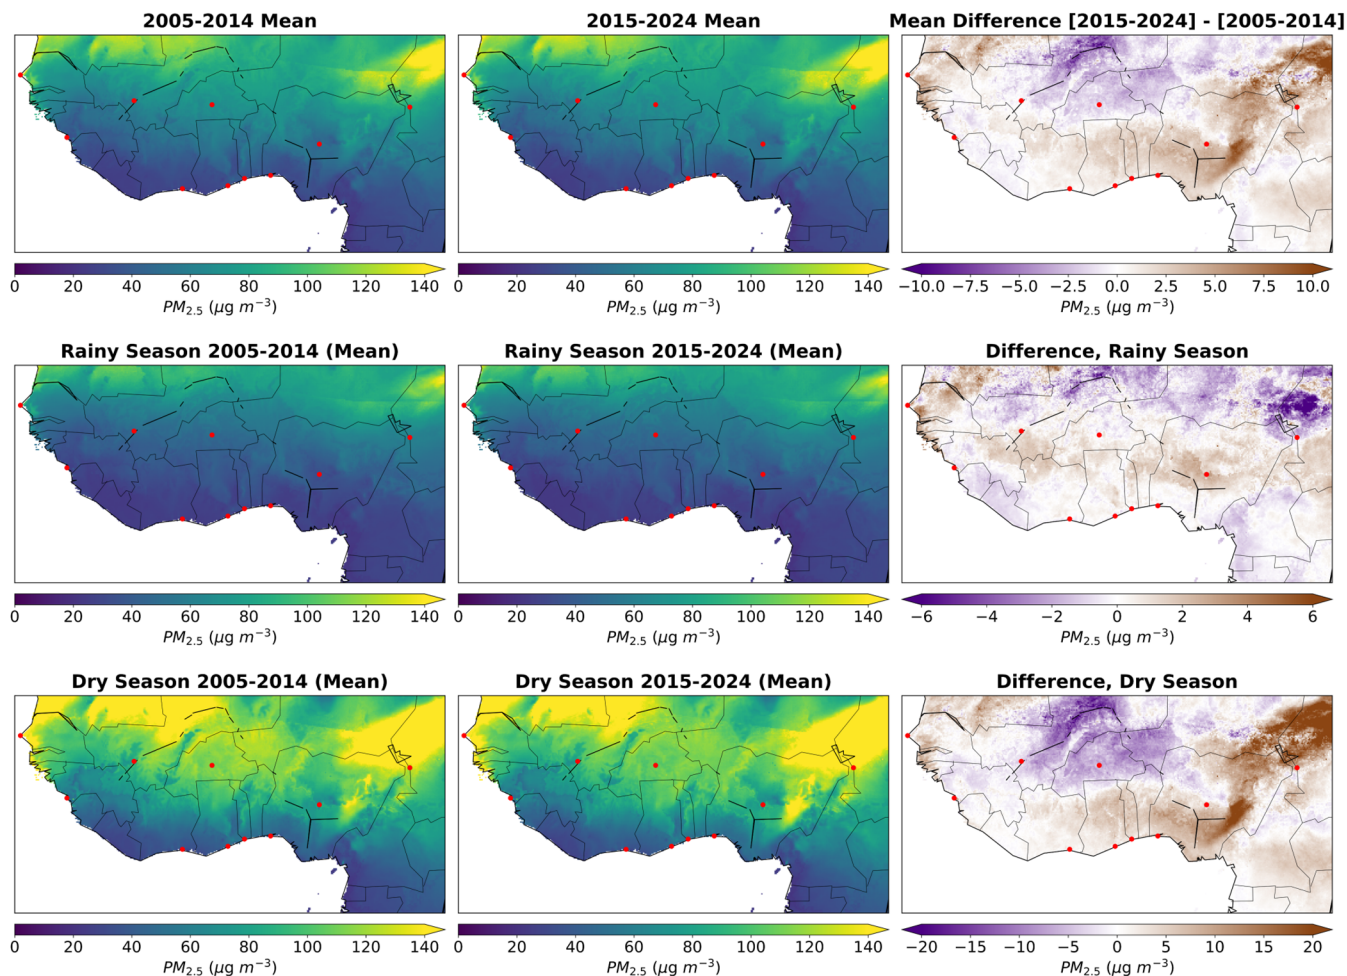 2005-2014 Mean
2015-2024 Mean
Mean Difference [2015-2024] - [2005-2014]
0 20 40 60 80 100 120 140
PM2.5 (μg m−3)
0 20 40 60 80 100 120 140
PM2.5 (μg m−3)
−10.0 −7.5 −5.0 −2.5 0.0 2.5 5.0 7.5 10.0
PM2.5 (μg m−3)
Rainy Season 2005-2014 (Mean)
Rainy Season 2015-2024 (Mean)
Difference, Rainy Season
0 20 40 60 80 100 120 140
PM2.5 (μg m−3)
0 20 40 60 80 100 120 140
PM2.5 (μg m−3)
−6 −4 −2 0 2 4 6
PM2.5 (μg m−3)
Dry Season 2005-2014 (Mean)
Dry Season 2015-2024 (Mean)
Difference, Dry Season
0 20 40 60 80 100 120 140
PM2.5 (μg m−3)
0 20 40 60 80 100 120 140
PM2.5 (μg m−3)
−20 −15 −10 −5 0 5 10 15 20
PM2.5 (μg m−3)